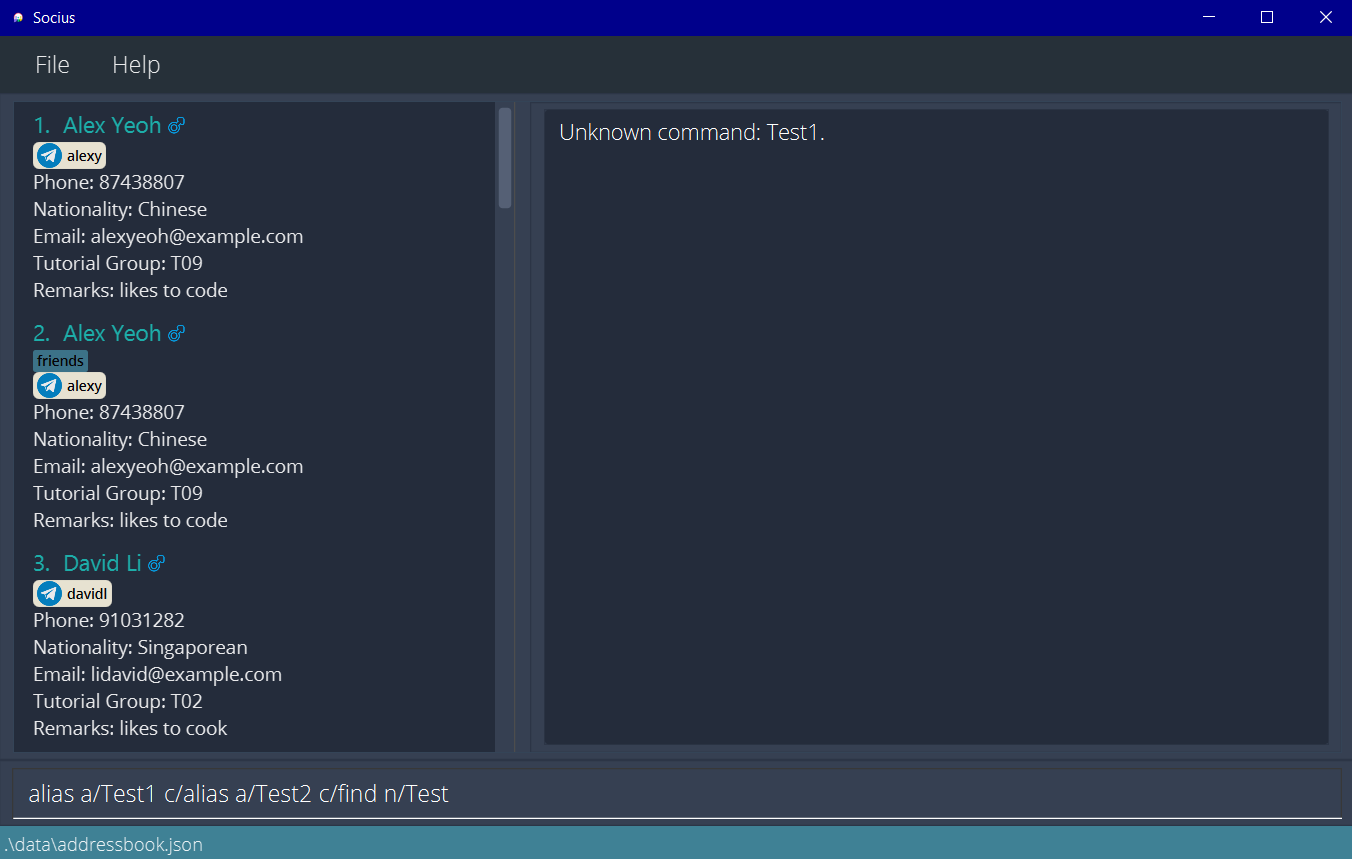 Socius
File Help
1. Alex Yeoh
alexy
Phone: 87438807
Nationality: Chinese
Email: alexyeoh@example.com
Tutorial Group: T09
Remarks: likes to code
2. Alex Yeoh
friends
alexy
Phone: 87438807
Nationality: Chinese
Email: alexyeoh@example.com
Tutorial Group: T09
Remarks: likes to code
3. David Li
davidl
Phone: 91031282
Nationality: Singaporean
Email: lidavid@example.com
Tutorial Group: T02
Remarks: likes to cook
Unknown command: Test1.
alias a/Test1 c/alias a/Test2 c/find n/Test
.\data\addressbook.json